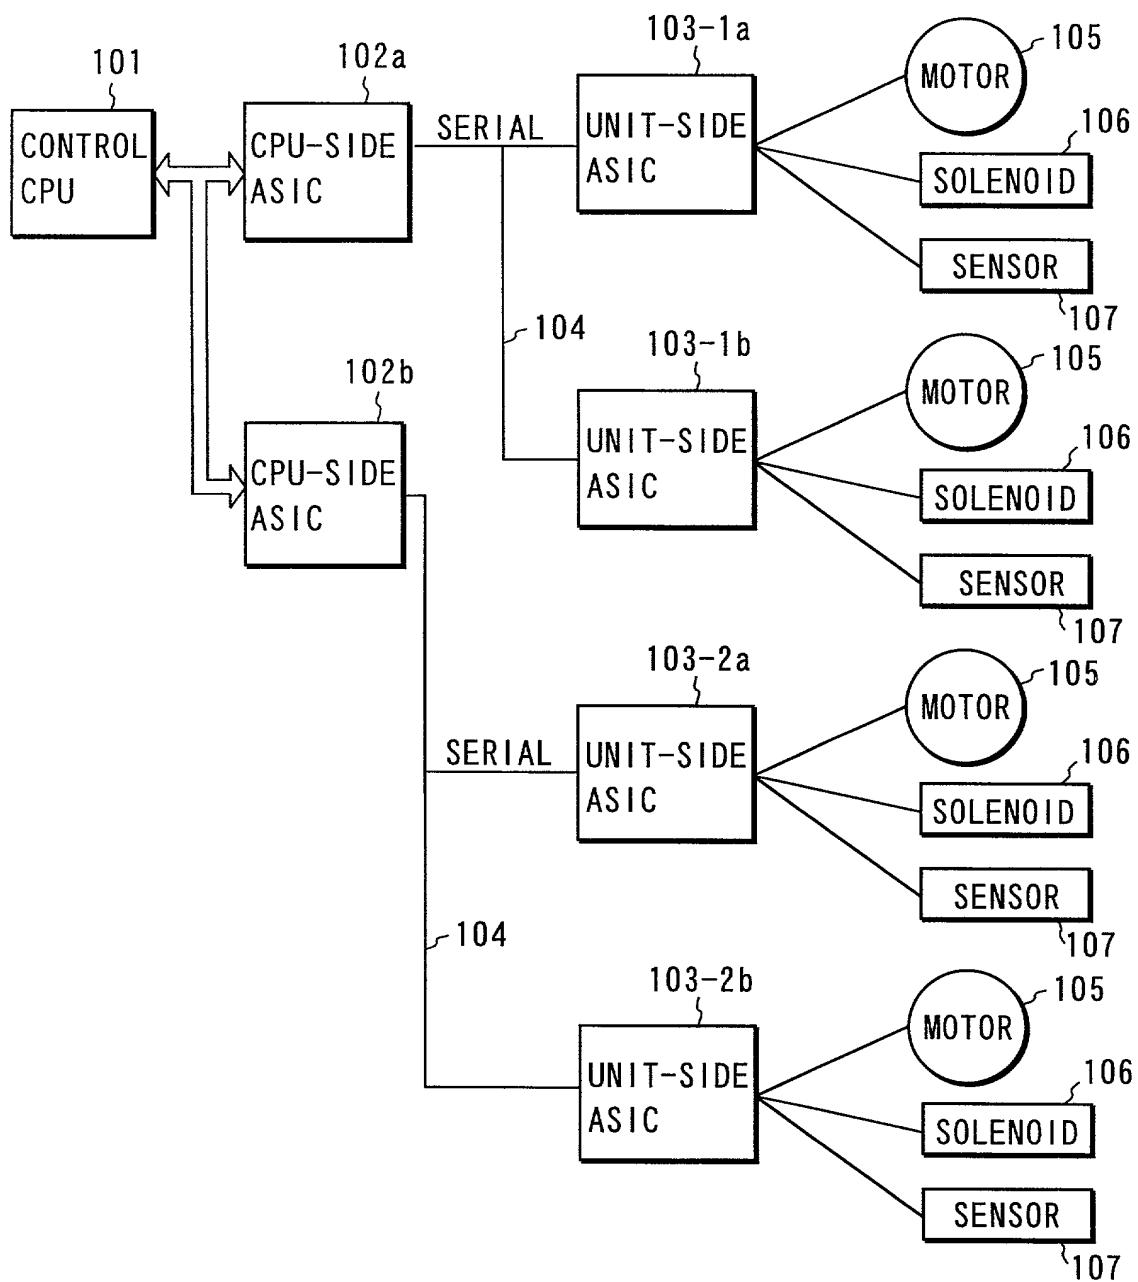 101
CONTROL
CPU
102a
CPU-SIDE
ASIC
SERIAL
103-1a
UNIT-SIDE
ASIC
MOTOR
105
106
SOLENOID
SENSOR
107
104
102b
CPU-SIDE
ASIC
103-1b
UNIT-SIDE
ASIC
MOTOR
105
106
SOLENOID
SENSOR
107
SERIAL
103-2a
UNIT-SIDE
ASIC
MOTOR
105
106
SOLENOID
SENSOR
107
104
103-2b
UNIT-SIDE
ASIC
MOTOR
105
106
SOLENOID
SENSOR
107